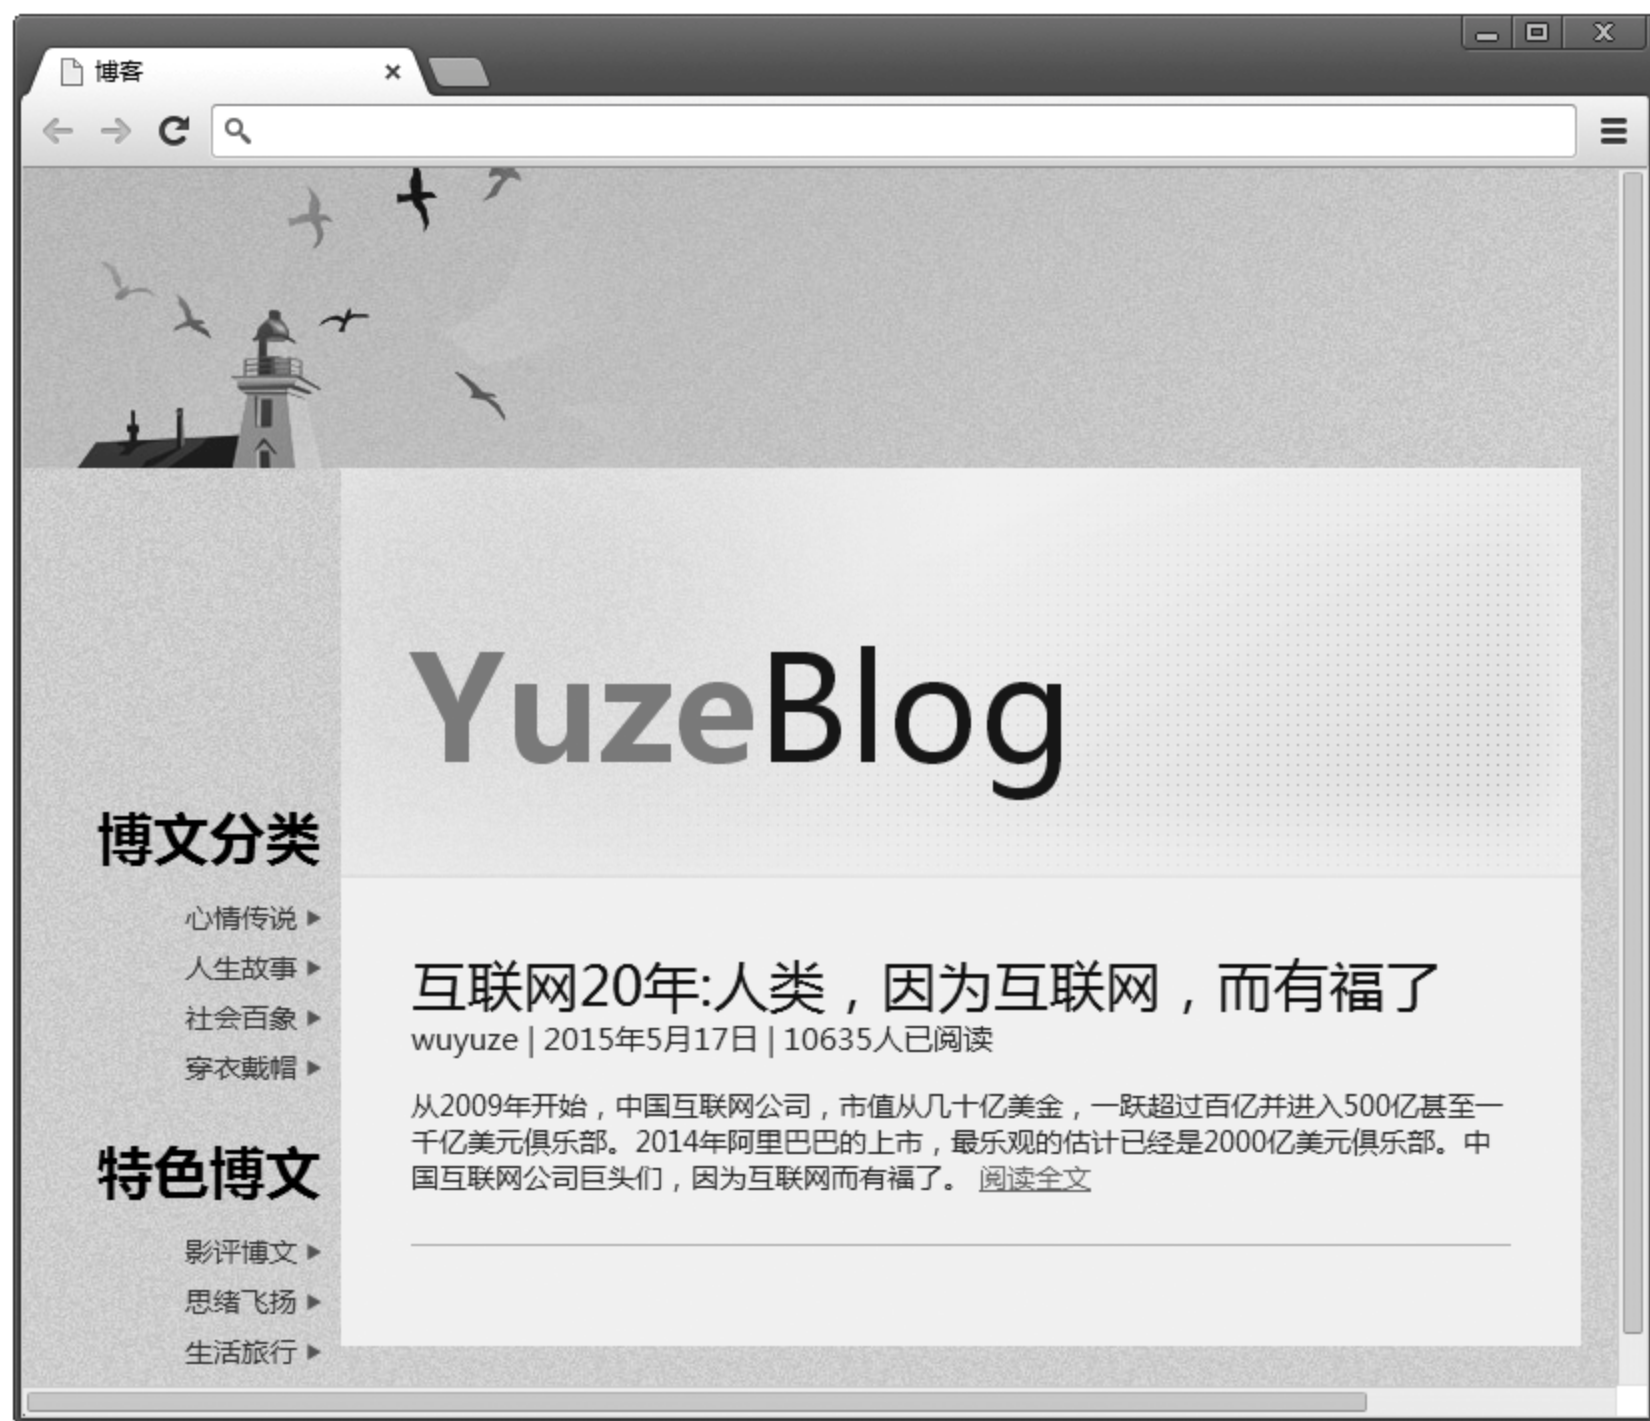 博客
YuzeBlog
博文分类
心情传说
人生故事
社会百象
穿衣戴帽
特色博文
影评博文
思绪飞扬
生活旅行
互联网20年:人类，因为互联网，而有福了
wuyuze | 2015年5月17日 | 10635人已阅读
从2009年开始，中国互联网公司，市值从几十亿美金，一跃超过百亿并进入500亿甚至一
千亿美元俱乐部。2014年阿里巴巴的上市，最乐观的估计已经是2000亿美元俱乐部。中
国互联网公司巨头们，因为互联网而有福了。 阅读全文